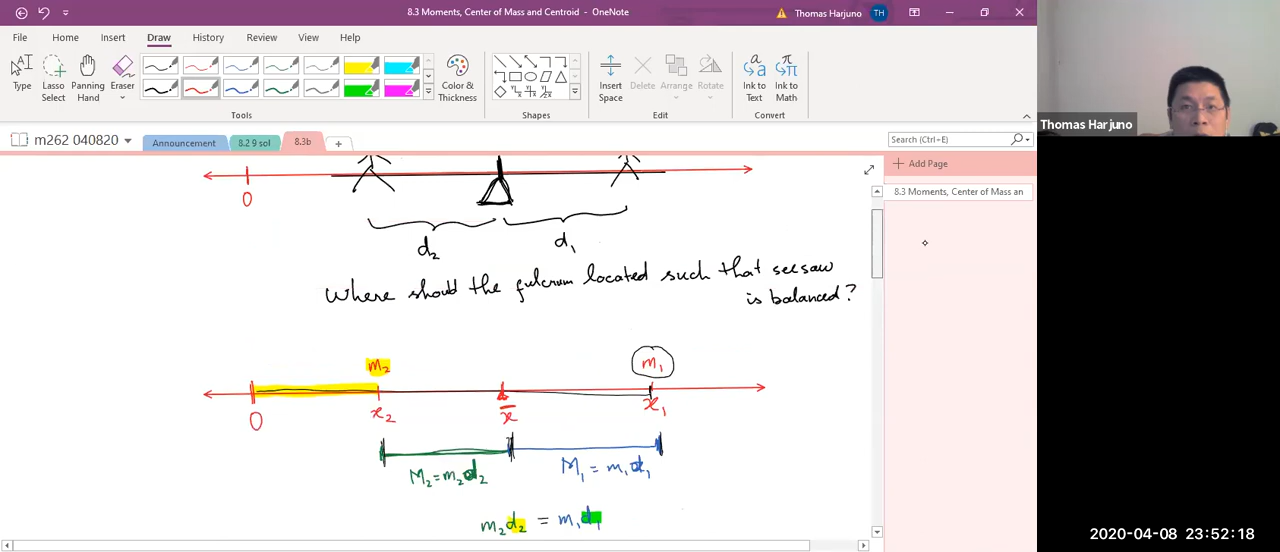 8.3 Moments, Center of Mass and Centroid - OneNote
Thomas Harjuno
TH
File
Home
Insert
Draw
History
Review
View
Help
Type
Lasso Select
Panning Hand
Eraser
Color & Thickness
Insert Space
Delete
Arrange
Rotate
Ink to Text
Ink to Math
Tools
Shapes
Edit
Convert
Thomas Harjuno
m262 040820
Announcement
8.2 9 sol
8.3b
Search (Ctrl+E)
Add Page
8.3 Moments, Center of Mass an
0
d₂
d₁
Where should the fulcrum located such that seesaw
is balanced?
m₂
m₁
0
x₂
x̄
x₁
M₂ = m₂d₂
M₁ = m₁d₁
m₂d₂ = m₁d₁
2020-04-08 23:52:18